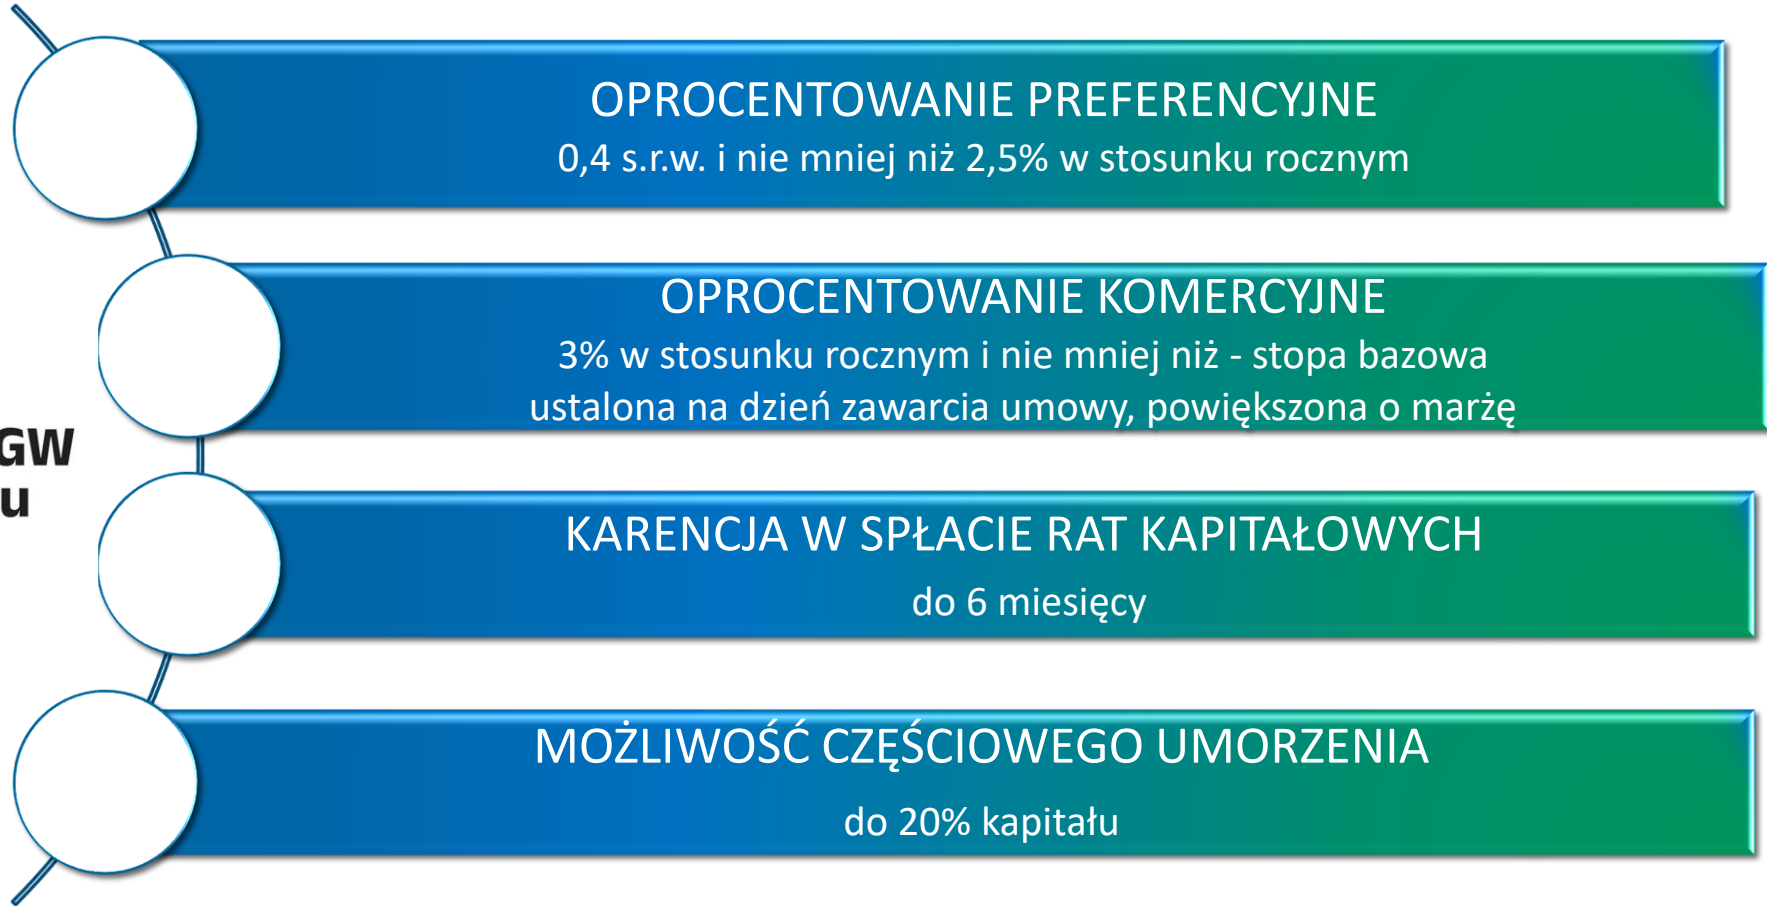 OPROCENTOWANIE PREFERENCYJNE
0,4 s.r.w. i nie mniej niż 2,5% w stosunku rocznym
OPROCENTOWANIE KOMERCYJNE
3% w stosunku rocznym i nie mniej niż - stopa bazowa
ustalona na dzień zawarcia umowy, powiększona o marżę
GW
u
KARENCJA W SPŁACIE RAT KAPITAŁOWYCH
do 6 miesięcy
MOŻLIWOŚĆ CZĘŚCIOWEGO UMORZENIA
do 20% kapitału